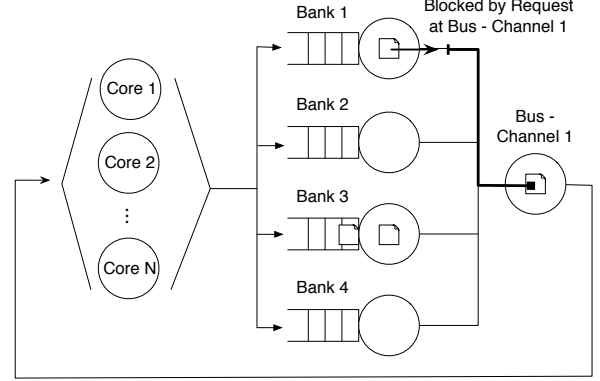 Bank 1
Blocked by Request
at Bus - Channel 1
Core 1
Bank 2
Bus -
Channel 1
Core 2
Bank 3
⋮
Core N
Bank 4